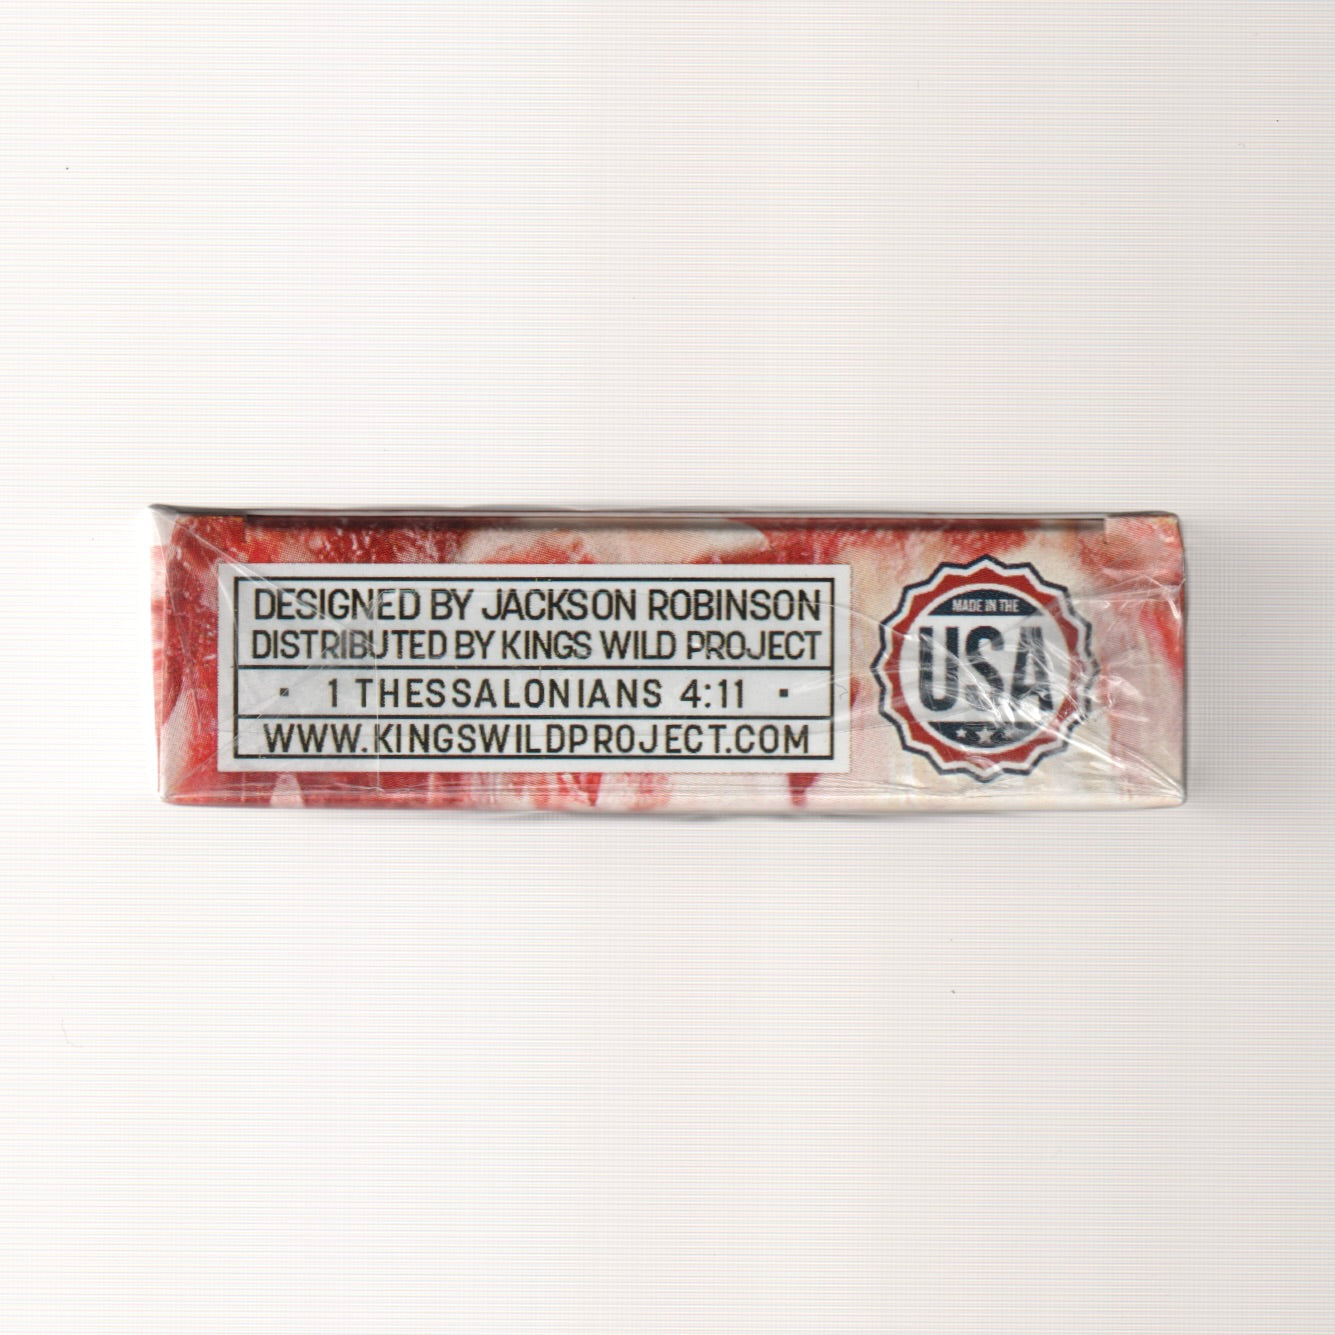 DESIGNED BY JACKSON ROBINSON
DISTRIBUTED BY KINGS WILD PROJECT
· 1 THESSALONIANS 4:11 ·
WWW.KINGSWILDPROJECT.COM
MADE IN THE
USA